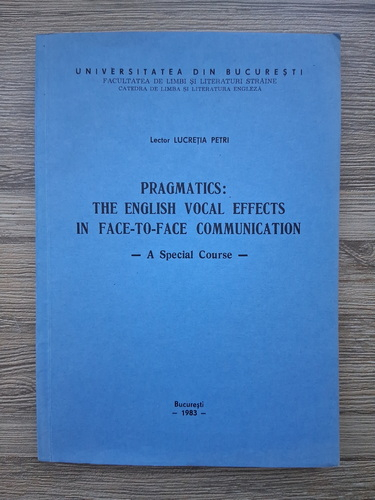 UNIVERSITATEA DIN BUCUREȘTI
FACULTATEA DE LIMBI ȘI LITERATURI STRĂINE
CATEDRA DE LIMBA ȘI LITERATURA ENGLEZĂ
Lector LUCREȚIA PETRI
PRAGMATICS:
THE ENGLISH VOCAL EFFECTS
IN FACE-TO-FACE COMMUNICATION
— A Special Course —
București
– 1983 –